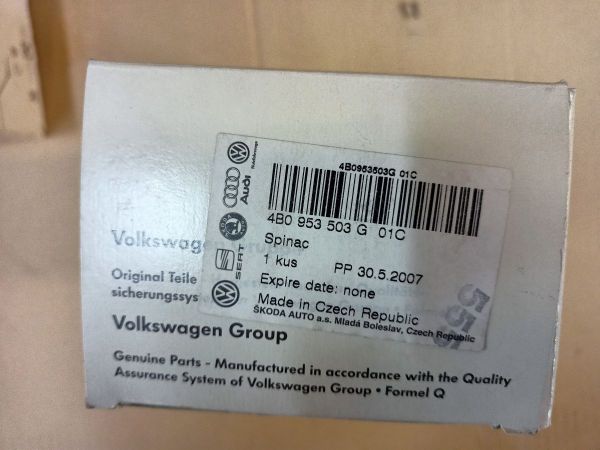 4B0953503G 01C
4B0 953 503 G 01C
Spinac
1 kus PP 30.5.2007
Expire date: none
Made in Czech Republic
ŠKODA AUTO a.s. Mladá Boleslav, Czech Republic
Audi
SEAT
555
Volkswagen
Original Teile
sicherungssys
Volkswagen Group
Genuine Parts - Manufactured in accordance with the Quality
Assurance System of Volkswagen Group • Formel Q